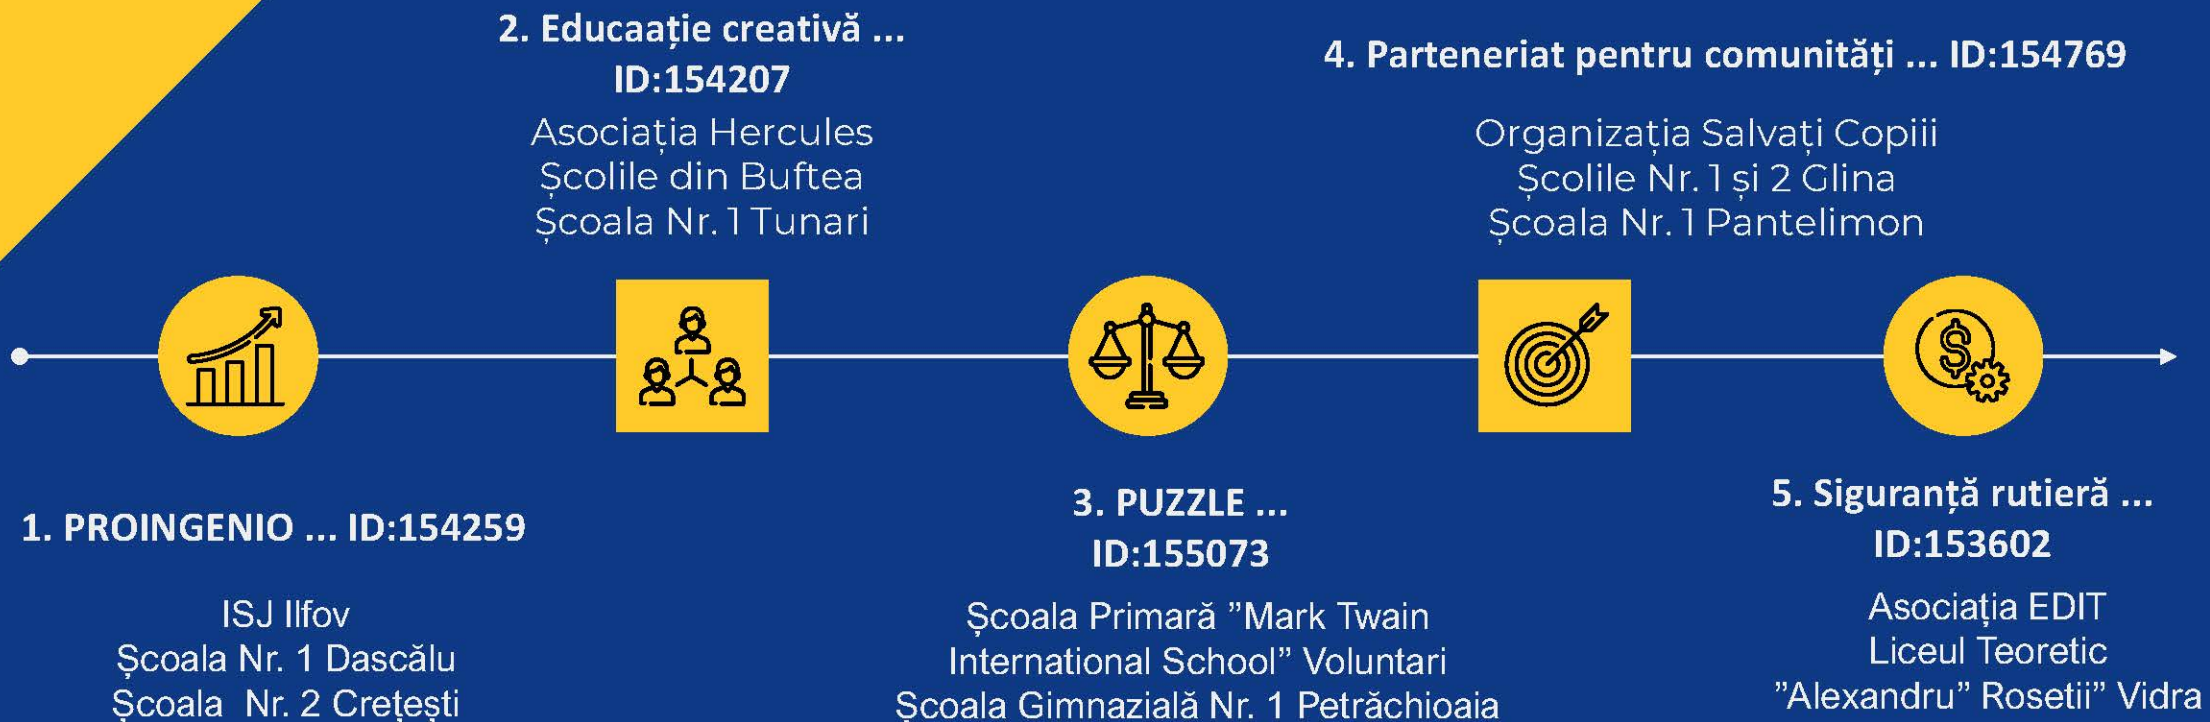 1. PROINGENIO ... ID:154259
ISJ Ilfov
Școala Nr. 1 Dascălu
Școala Nr. 2 Crețești
2. Educaație creativă ...
ID:154207
Asociația Hercules
Școlile din Buftea
Școala Nr. 1 Tunari
3. PUZZLE ...
ID:155073
Școala Primară ”Mark Twain
International School” Voluntari
Școala Gimnazială Nr. 1 Petrăchioaia
4. Parteneriat pentru comunități ... ID:154769
Organizația Salvați Copiii
Școlile Nr. 1 și 2 Glina
Școala Nr. 1 Pantelimon
5. Siguranță rutieră ...
ID:153602
Asociația EDIT
Liceul Teoretic
”Alexandru” Rosetii” Vidra